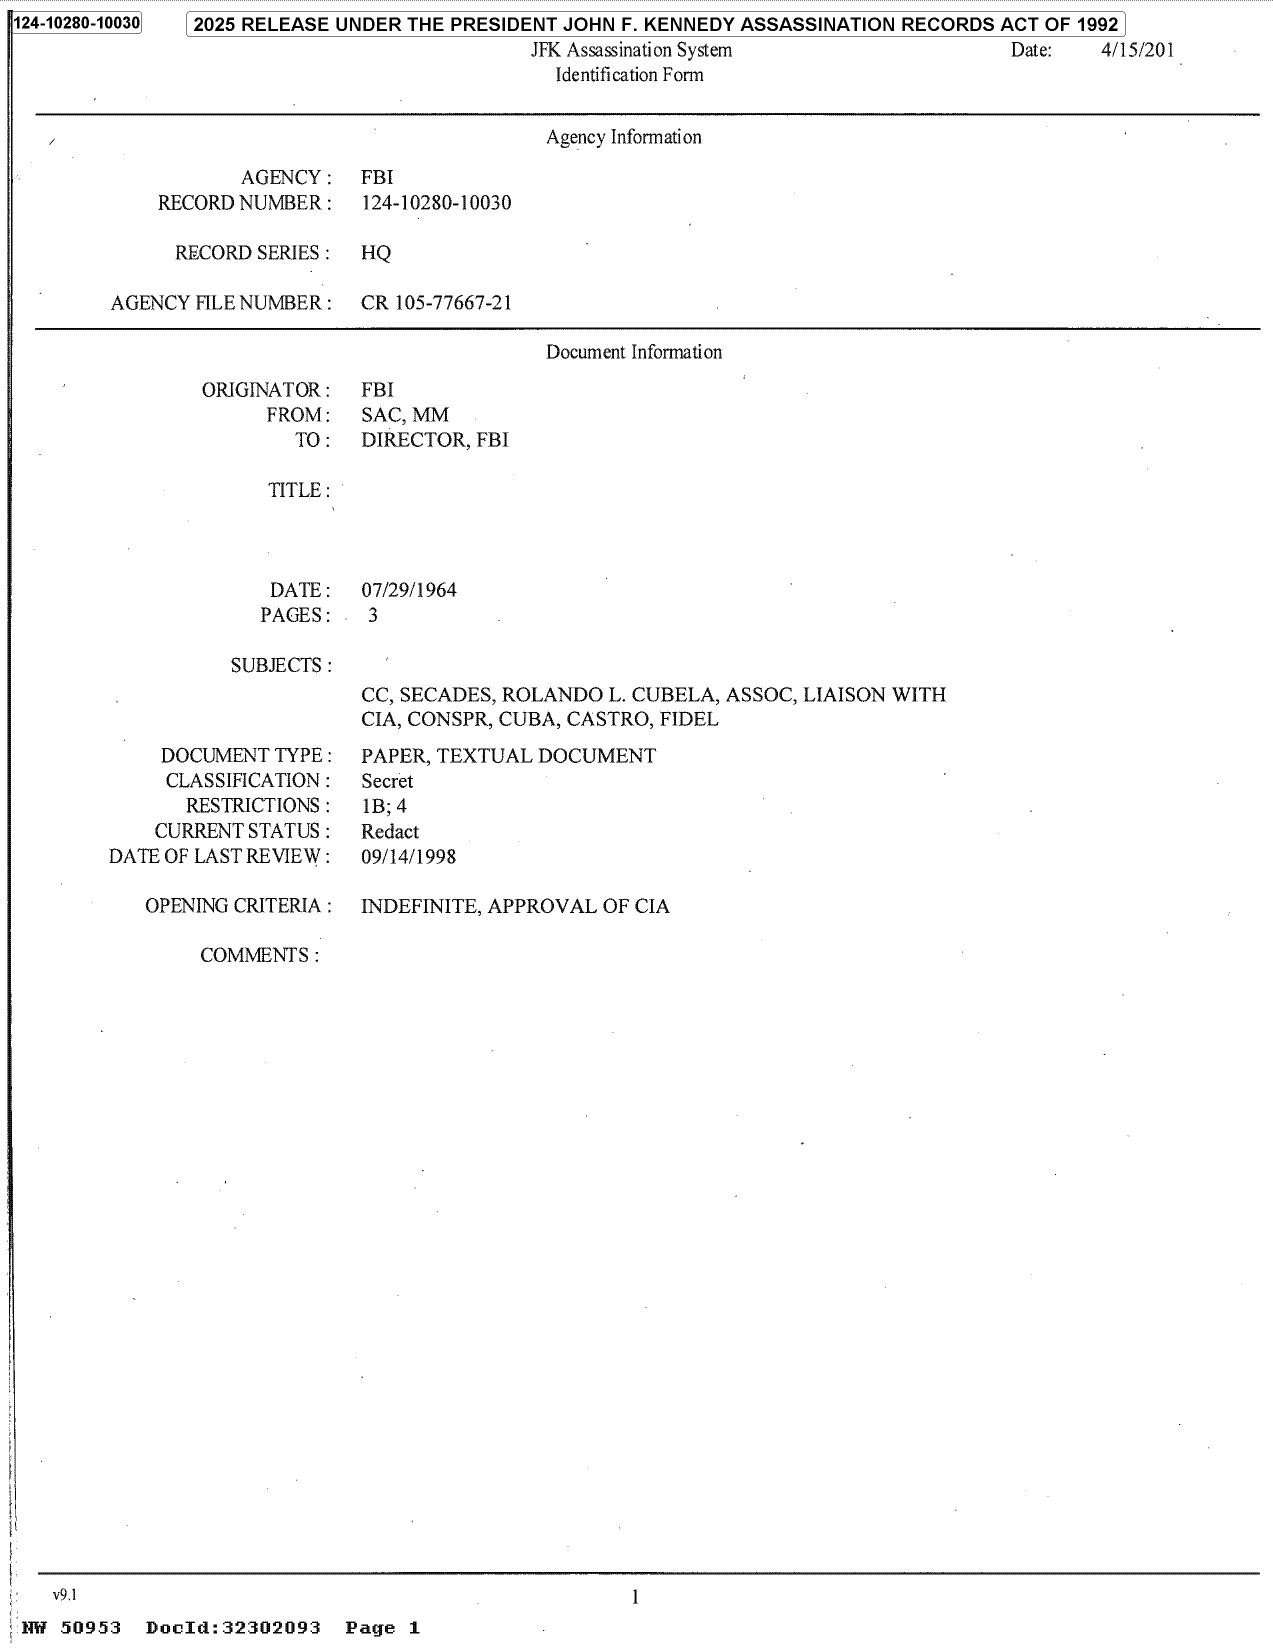 124-10280-10030
2025 RELEASE UNDER THE PRESIDENT JOHN F. KENNEDY ASSASSINATION RECORDS ACT OF 1992
JFK Assassination System
Date: 4/15/201
Identification Form
Agency Information
AGENCY : FBI
RECORD NUMBER : 124-10280-10030
RECORD SERIES : HQ
AGENCY FILE NUMBER : CR 105-77667-21
Document Information
ORIGINATOR : FBI
FROM : SAC, MM
TO : DIRECTOR, FBI
TITLE :
DATE : 07/29/1964
PAGES : 3
SUBJECTS :
CC, SECADES, ROLANDO L. CUBELA, ASSOC, LIAISON WITH
CIA, CONSPR, CUBA, CASTRO, FIDEL
DOCUMENT TYPE : PAPER, TEXTUAL DOCUMENT
CLASSIFICATION : Secret
RESTRICTIONS : 1B; 4
CURRENT STATUS : Redact
DATE OF LAST REVIEW : 09/14/1998
OPENING CRITERIA : INDEFINITE, APPROVAL OF CIA
COMMENTS :
v9.1
1
NW 50953 DocId:32302093 Page 1